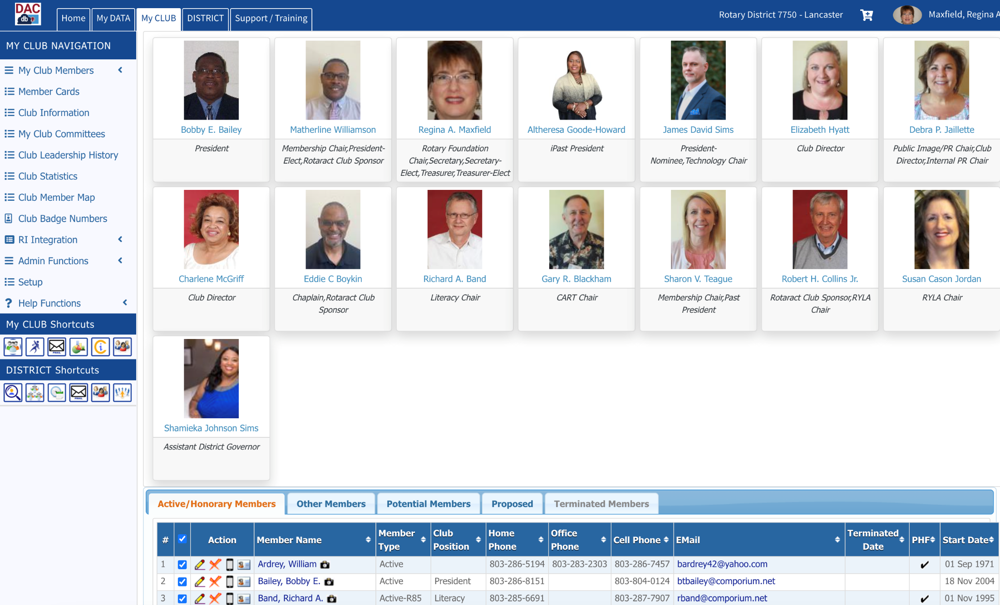 DAC
db
Home
My DATA
My CLUB
DISTRICT
Support / Training
Rotary District 7750 - Lancaster
Maxfield, Regina A
MY CLUB NAVIGATION
My Club Members
Member Cards
Club Information
My Club Committees
Club Leadership History
Club Statistics
Club Member Map
Club Badge Numbers
RI Integration
Admin Functions
Setup
Help Functions
My CLUB Shortcuts
PMAIL
DISTRICT Shortcuts
PMAIL
Bobby E. Bailey
President
Matherline Williamson
Membership Chair,President-
Elect,Rotaract Club Sponsor
Regina A. Maxfield
Rotary Foundation
Chair,Secretary,Secretary-
Elect,Treasurer,Treasurer-Elect
Altheresa Goode-Howard
iPast President
James David Sims
President-
Nominee,Technology Chair
Elizabeth Hyatt
Club Director
Debra P. Jaillette
Public Image/PR Chair,Club
Director,Internal PR Chair
Charlene McGriff
Club Director
Eddie C Boykin
Chaplain,Rotaract Club
Sponsor
Richard A. Band
Literacy Chair
Gary R. Blackham
CART Chair
Sharon V. Teague
Membership Chair,Past
President
Robert H. Collins Jr.
Rotaract Club Sponsor,RYLA
Chair
Susan Cason Jordan
RYLA Chair
Shamieka Johnson Sims
Assistant District Governor
Active/Honorary Members
Other Members
Potential Members
Proposed
Terminated Members
# Action Member Name Member Type Club Position Home Phone Office Phone Cell Phone EMail Terminated Date PHF Start Date
1 Ardrey, William Active 803-286-5194 803-283-2303 803-286-7457 bardrey42@yahoo.com 01 Sep 1971
2 Bailey, Bobby E. Active President 803-286-8151 803-804-0124 btbailey@comporium.net 18 Nov 2004
3 Band, Richard A. Active-R85 Literacy 803-285-6691 803-287-7907 rband@comporium.net 01 Nov 1995